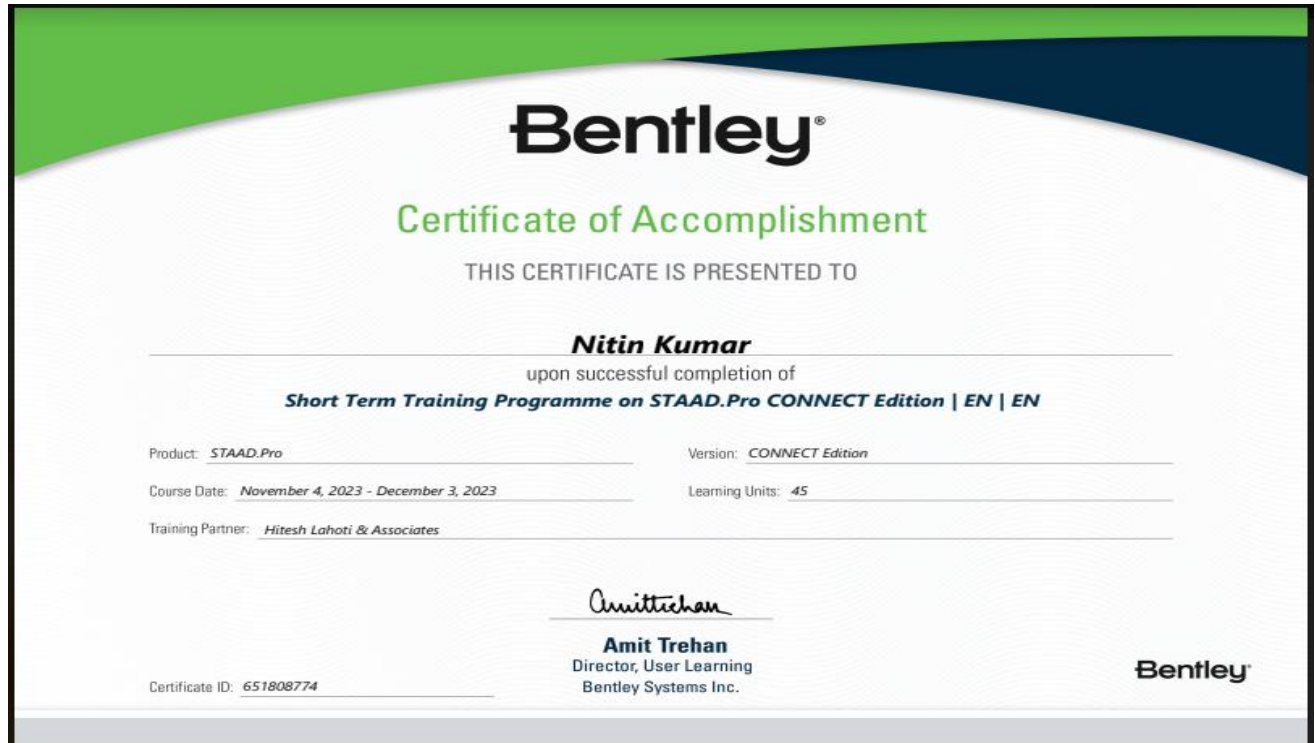 Bentley®
Certificate of Accomplishment
THIS CERTIFICATE IS PRESENTED TO
Nitin Kumar
upon successful completion of
Short Term Training Programme on STAAD.Pro CONNECT Edition | EN | EN
Product: STAAD.Pro Version: CONNECT Edition
Course Date: November 4, 2023 - December 3, 2023 Learning Units: 45
Training Partner: Hitesh Lahoti & Associates
Amittrehan
Amit Trehan
Director, User Learning
Bentley Systems Inc.
Certificate ID: 651808774
Bentley®